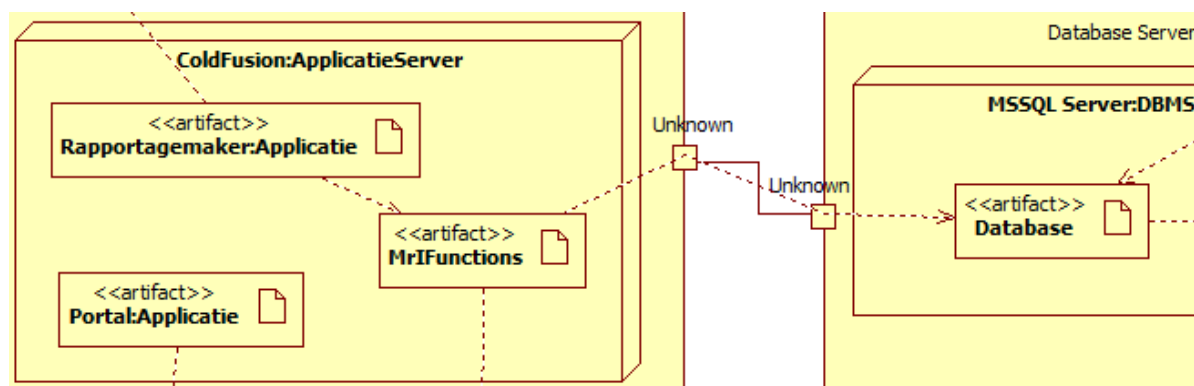 ColdFusion:ApplicatieServer
<<artifact>>
Rapportagemaker:Applicatie
<<artifact>>
MrIFunctions
<<artifact>>
Portal:Applicatie
Unknown
Unknown
Database Server
MSSQL Server:DBMS
<<artifact>>
Database